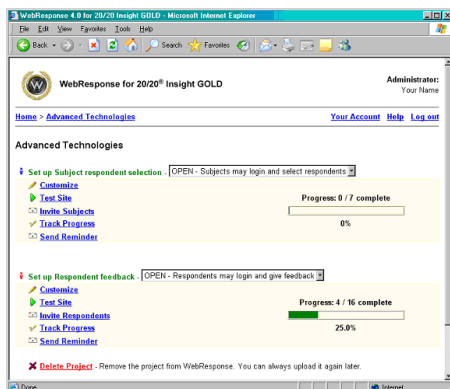 WebResponse 4.0 for 20/20 Insight GOLD - Microsoft Internet Explorer
File Edit View Favorites Tools Help
Back Search Favorites
W
WebResponse for 20/20® Insight GOLD
Administrator:
Your Name
Home > Advanced Technologies
Your Account Help Log out
Advanced Technologies
Set up Subject respondent selection - OPEN - Subjects may login and select respondents
Customize
Test Site
Progress: 0 / 7 complete
Invite Subjects
Track Progress
0%
Send Reminder
Set up Respondent feedback - OPEN - Respondents may login and give feedback
Customize
Test Site
Progress: 4 / 16 complete
Invite Respondents
Track Progress
25.0%
Send Reminder
Delete Project - Remove the project from WebResponse. You can always upload it again later.
Done
Internet